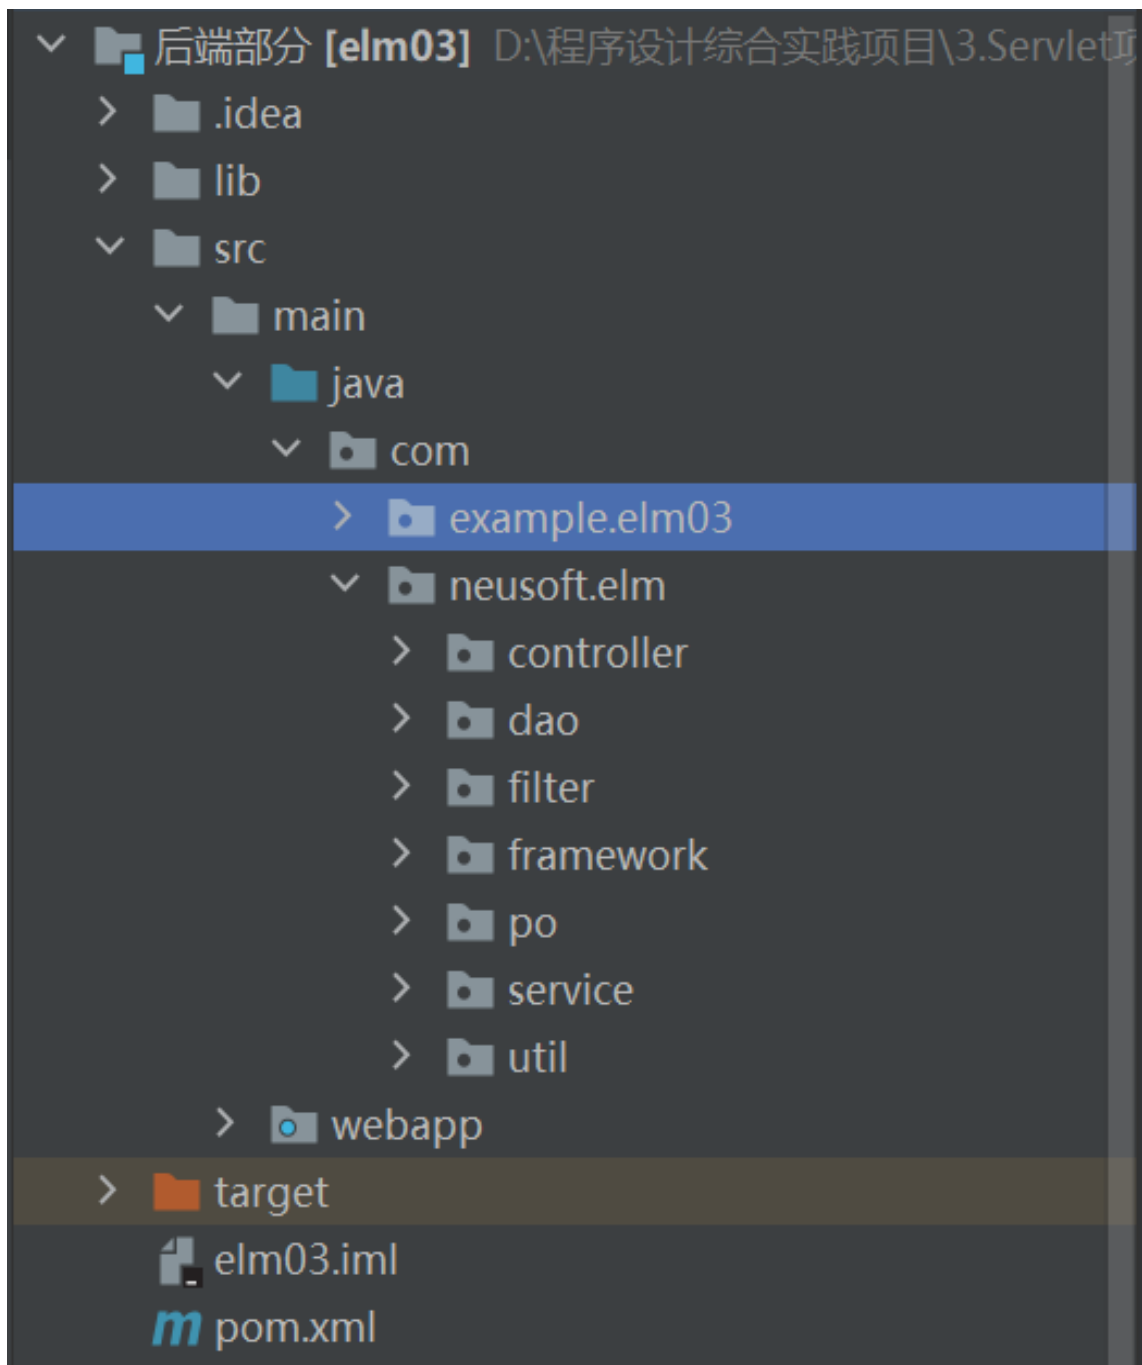 后端部分 [elm03] D:\程序设计综合实践项目\3.Servlet
.idea
lib
src
main
java
com
example.elm03
neusoft.elm
controller
dao
filter
framework
po
service
util
webapp
target
elm03.iml
pom.xml